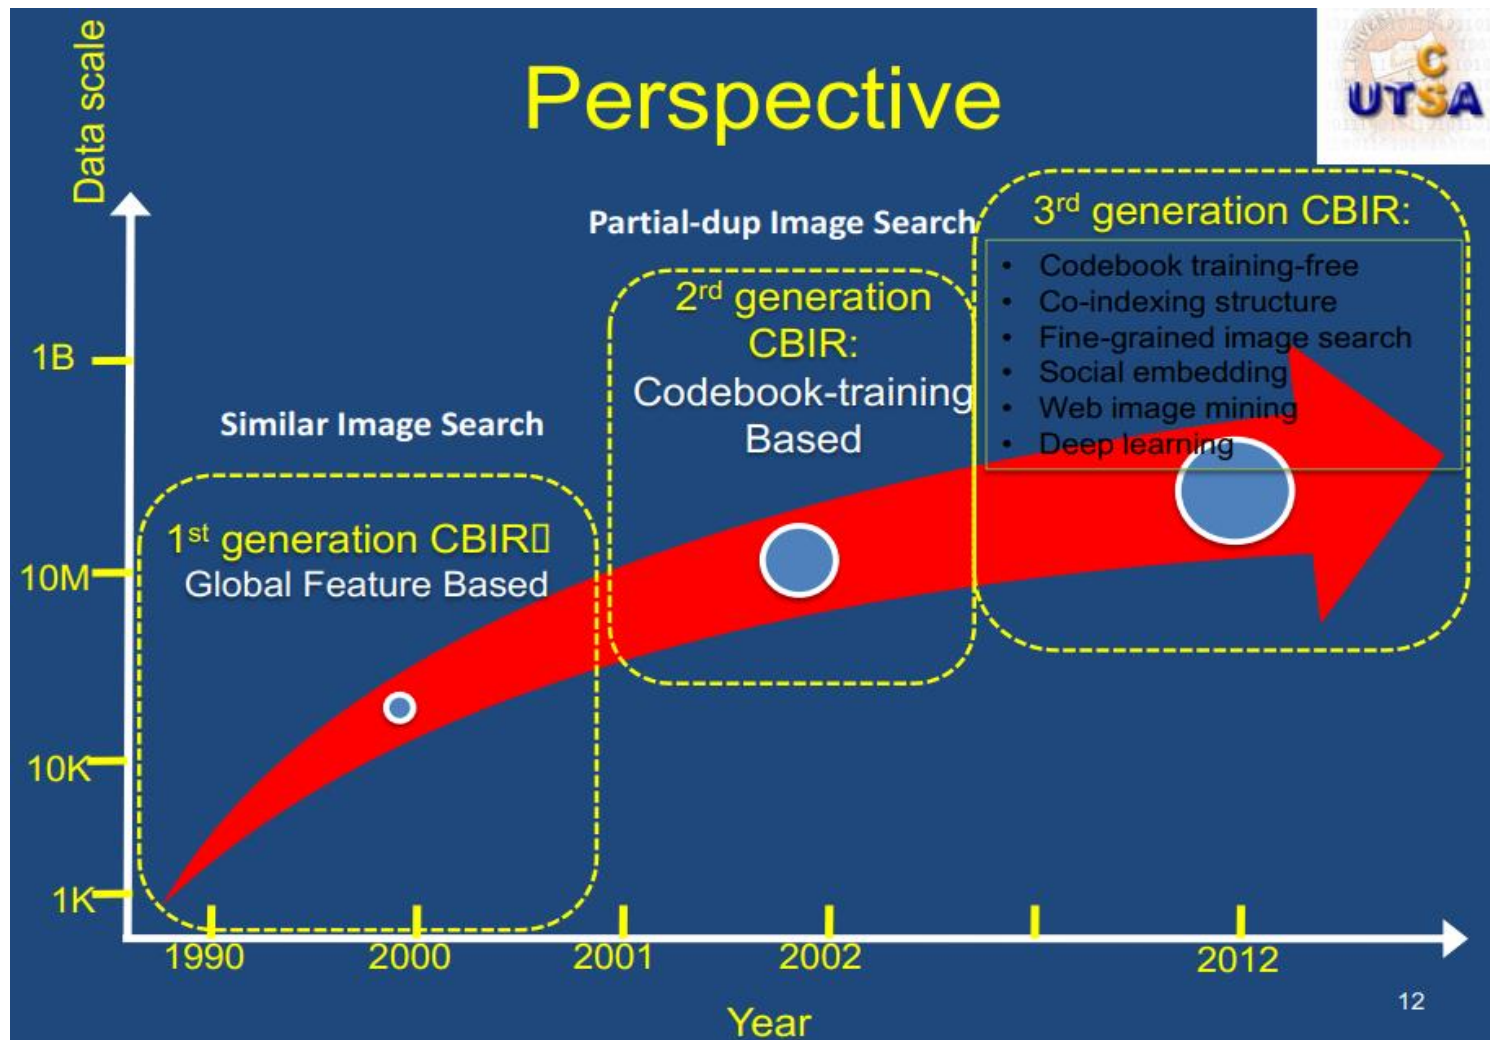 Perspective
Data scale
C
UTSA
Partial-dup Image Search
3rd generation CBIR:
• Codebook training-free
• Co-indexing structure
• Fine-grained image search
• Social embedding
• Web image mining
• Deep learning
2rd generation
CBIR:
Codebook-training
Based
Similar Image Search
1st generation CBIR
Global Feature Based
1B
10M
10K
1K
1990 2000 2001 2002 2012
Year
12